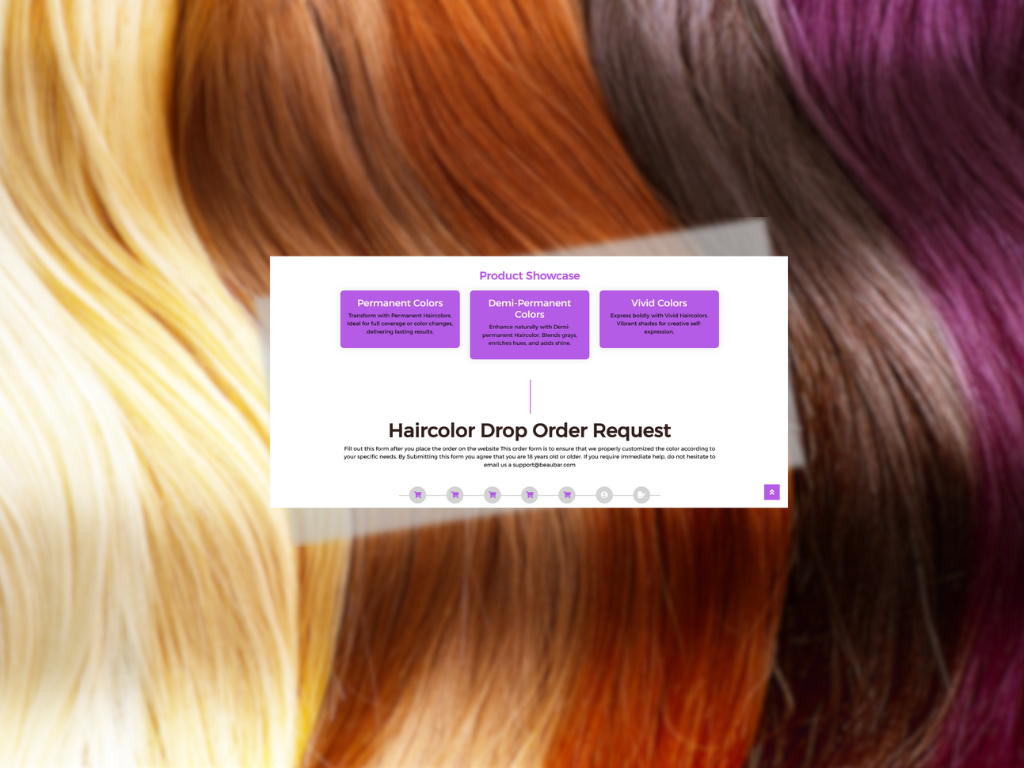 Product Showcase
Permanent Colors
Transform with Permanent Haircolors.
Ideal for full coverage or color changes,
delivering lasting results.
Demi-Permanent
Colors
Enhance naturally with Demi-
permanent Haircolor. Blends grays,
enriches hues, and adds shine.
Vivid Colors
Express boldly with Vivid Haircolors.
Vibrant shades for creative self-
expression.
Haircolor Drop Order Request
Fill out this form after you place the order on the website This order form is to ensure that we properly customized the color according to
your specific needs. By Submitting this form you agree that you are 18 years old or older. If you require immediate help, do not hesitate to
email us a support@beaubar.com